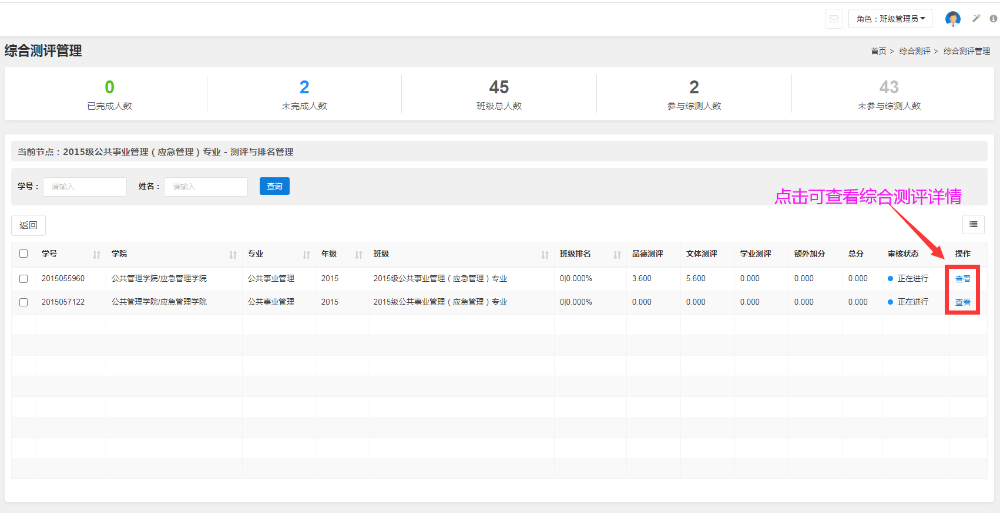 角色：班级管理员
综合测评管理
首页 > 综合测评 > 综合测评管理
0 2 45 2 43
已完成人数 未完成人数 班级总人数 参与综测人数 未参与综测人数
当前节点：2015级公共事业管理（应急管理）专业 - 测评与排名管理
学号： 请输入 姓名： 请输入 查询
点击可查看综合测评详情
返回
学号 学院 专业 年级 班级 班级排名 品德测评 文体测评 学业测评 额外加分 总分 审核状态 操作
2015055960 公共管理学院/应急管理学院 公共事业管理 2015 2015级公共事业管理（应急管理）专业 0|0.000% 3.600 5.600 0.000 0.000 0.000 正在进行 查看
2015057122 公共管理学院/应急管理学院 公共事业管理 2015 2015级公共事业管理（应急管理）专业 0|0.000% 0.000 0.000 0.000 0.000 0.000 正在进行 查看